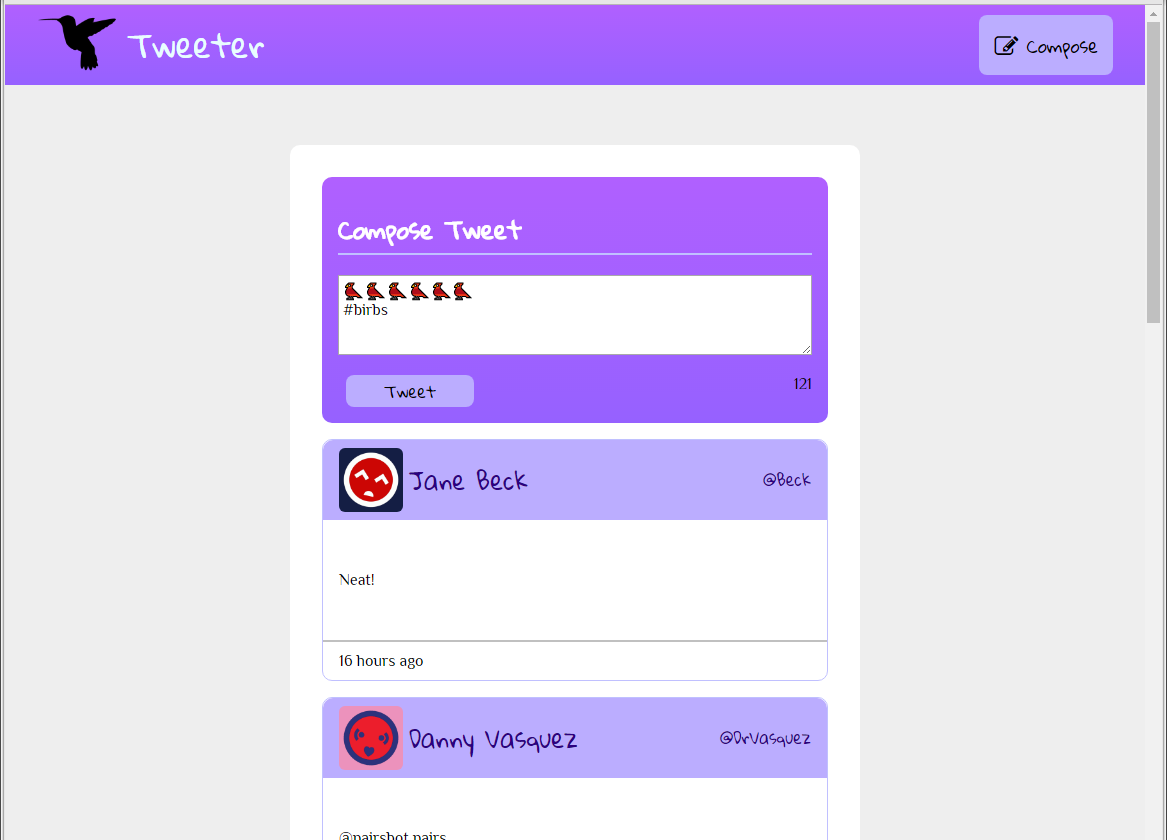 Tweeter
Compose
Compose Tweet
🐦🐦🐦🐦🐦🐦
#birbs
Tweet
121
Jane Beck
@Beck
Neat!
16 hours ago
Danny Vasquez
@DrVasquez
@pairsbot pairs